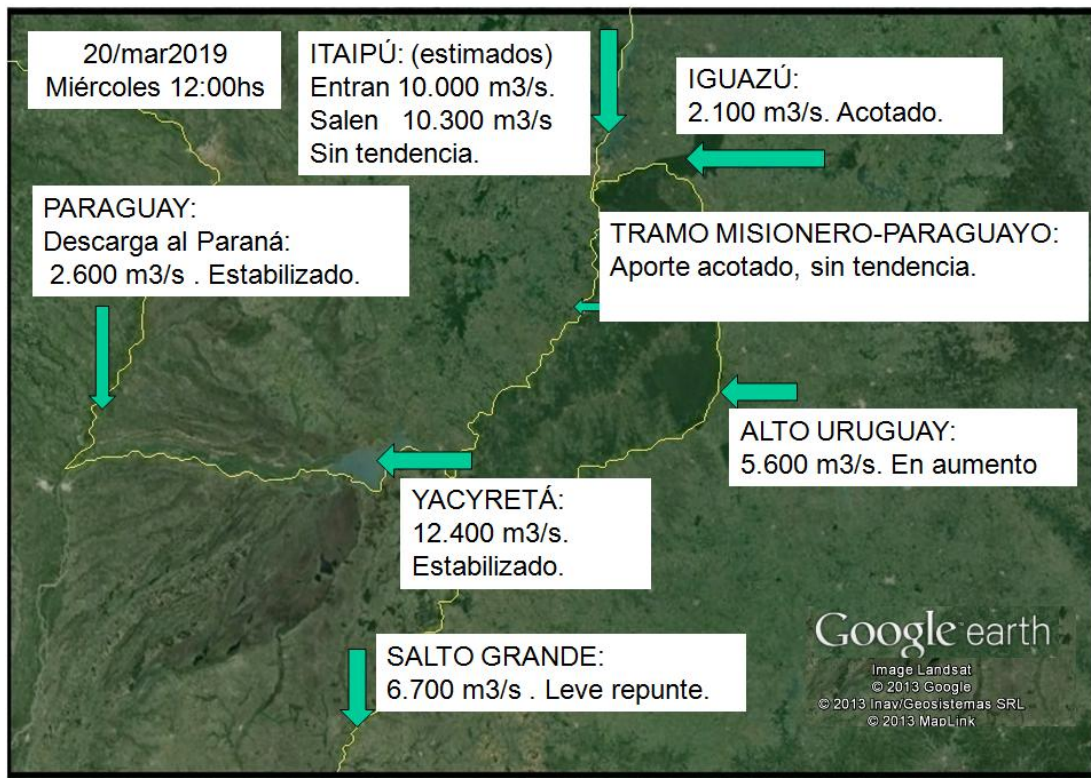 20/mar2019
Miércoles 12:00hs
ITAIPÚ: (estimados)
Entran 10.000 m3/s.
Salen   10.300 m3/s
Sin tendencia.
IGUAZÚ:
2.100 m3/s. Acotado.
PARAGUAY:
Descarga al Paraná:
2.600 m3/s . Estabilizado.
TRAMO MISIONERO-PARAGUAYO:
Aporte acotado, sin tendencia.
ALTO URUGUAY:
5.600 m3/s. En aumento
YACYRETÁ:
12.400 m3/s.
Estabilizado.
SALTO GRANDE:
6.700 m3/s . Leve repunte.
Google earth
Image Landsat
© 2013 Google
© 2013 Inav/Geosistemas SRL
© 2013 MapLink